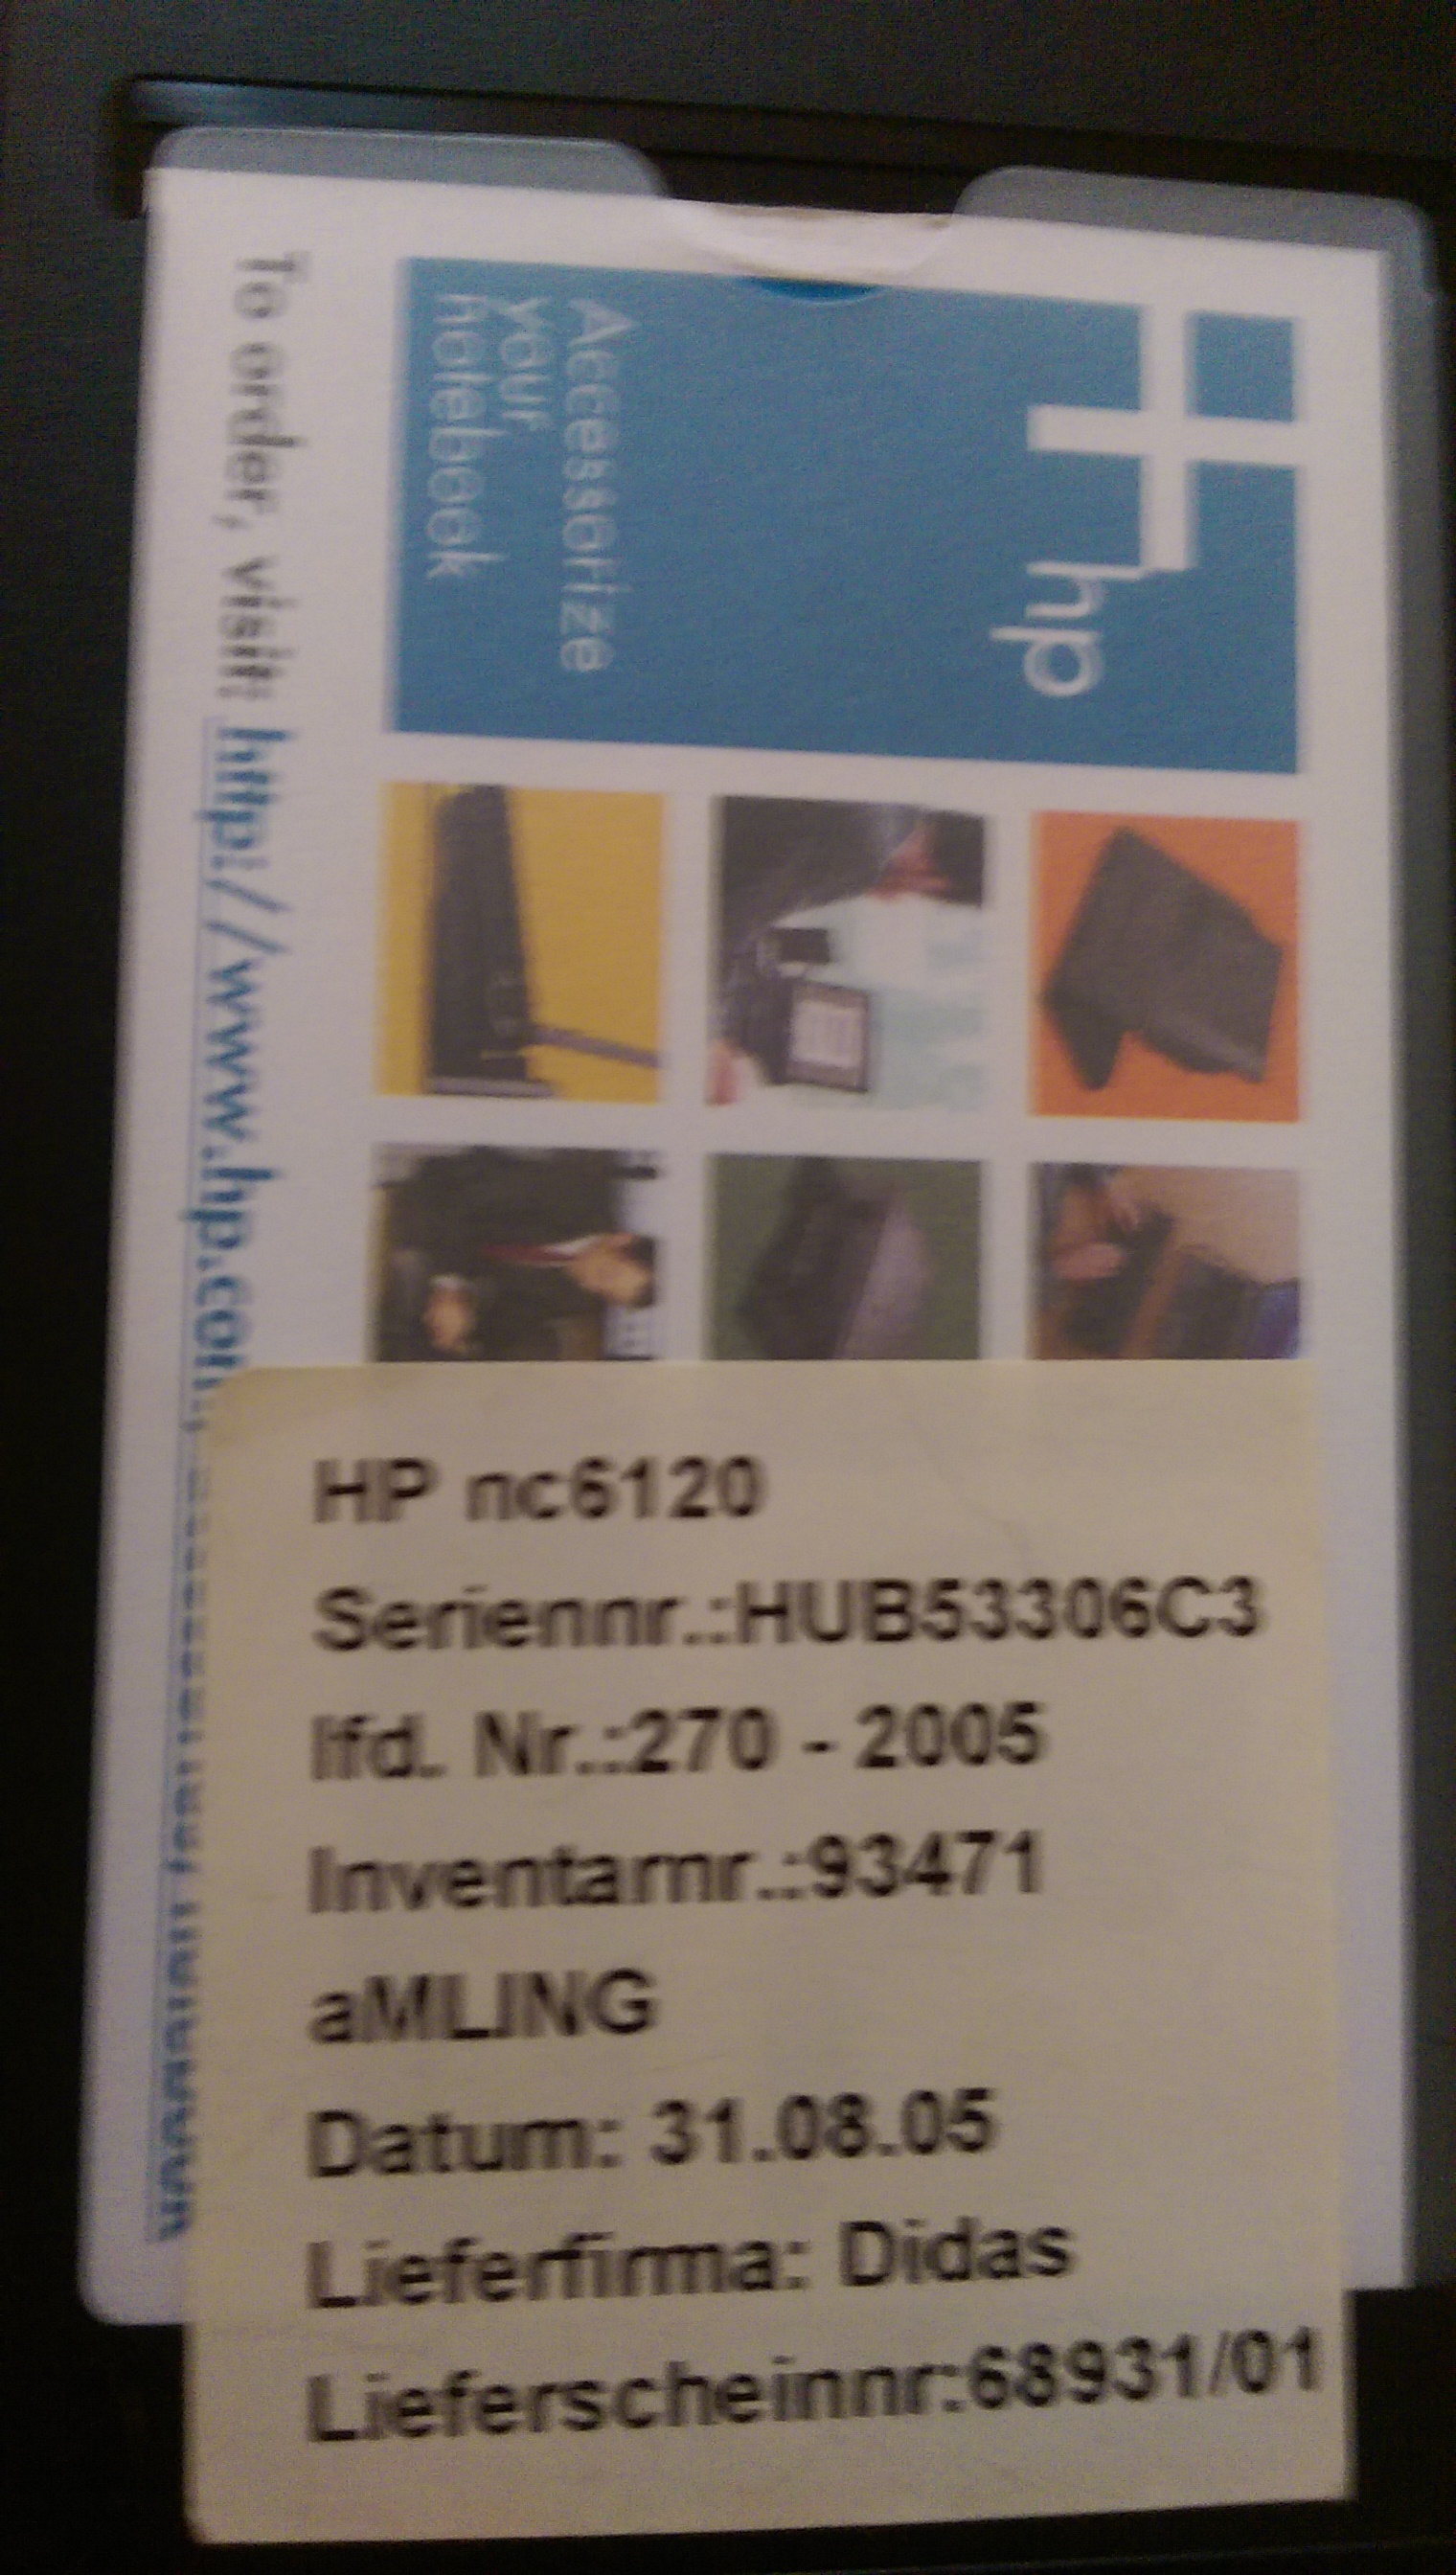 hp
Accessorize
your
notebook
To order, visit: http://www.hp.com
HP nc6120
Seriennr.:HUB53306C3
lfd. Nr.:270 - 2005
Inventarnr.:93471
aMLING
Datum: 31.08.05
Lieferfirma: Didas
Lieferscheinnr:68931/01